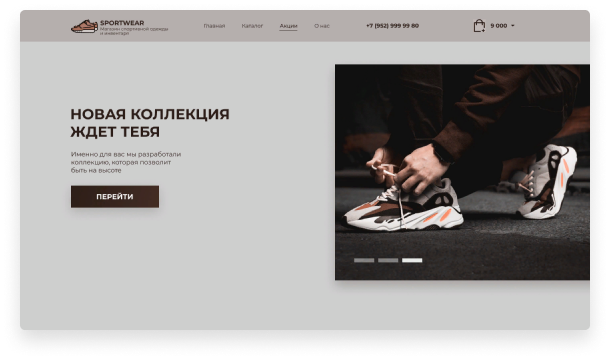 SPORTWEAR
Магазин спортивной одежды
и инвентаря
Главная
Каталог
Акции
О нас
+7 (952) 999 99 80
9 000
НОВАЯ КОЛЛЕКЦИЯ
ЖДЕТ ТЕБЯ
Именно для вас мы разработали
коллекцию, которая позволит
быть на высоте
ПЕРЕЙТИ